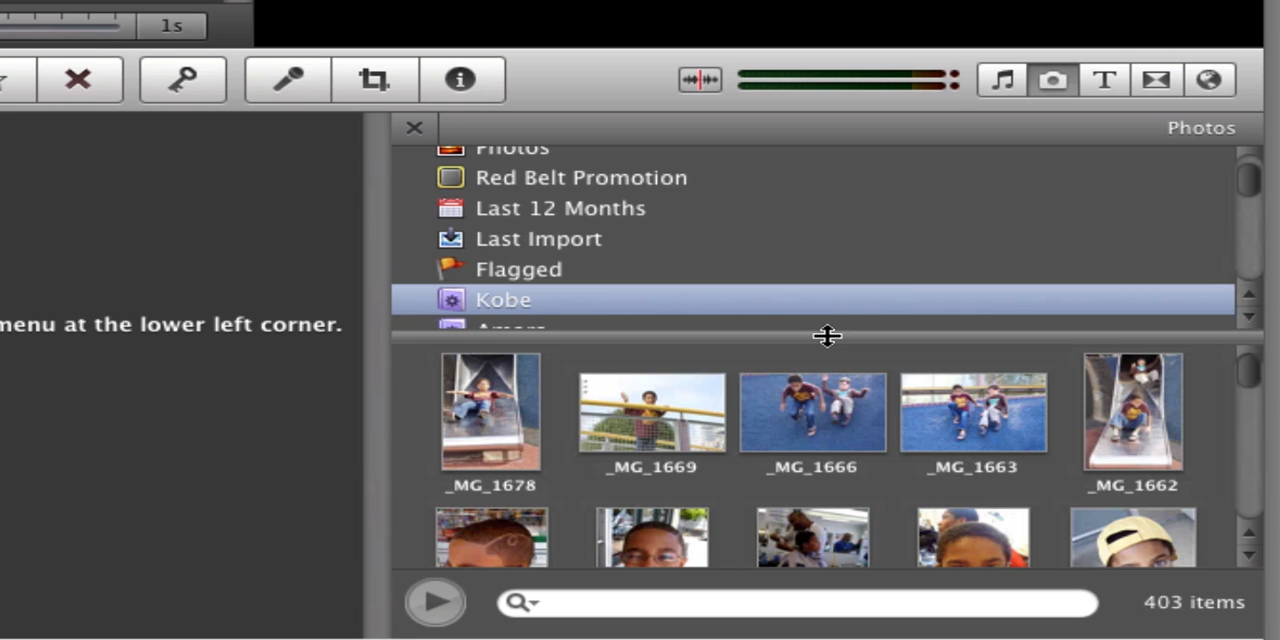 1s
Photos
Photos
Red Belt Promotion
Last 12 Months
Last Import
Flagged
Kobe
menu at the lower left corner.
_MG_1678
_MG_1669
_MG_1666
_MG_1663
_MG_1662
403 items